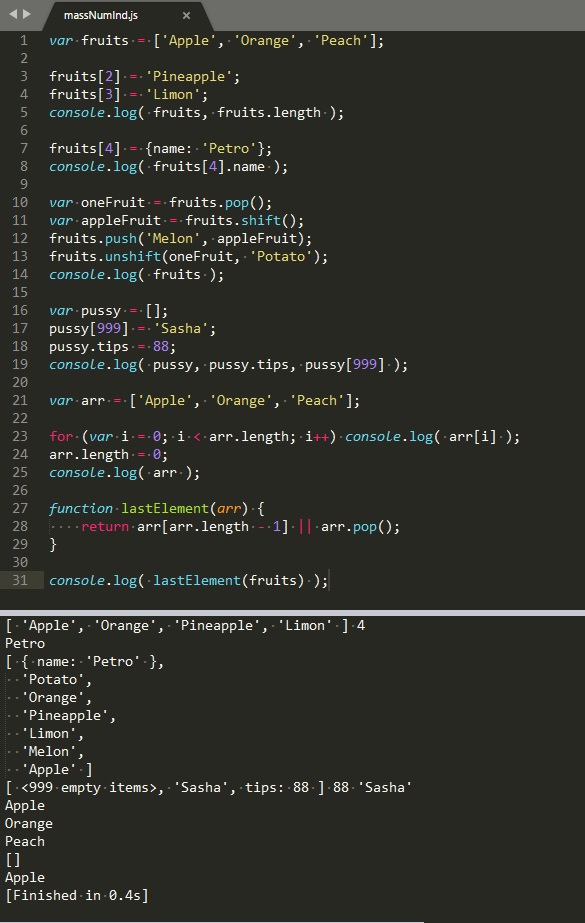 massNumInd.js ×
1 var fruits = ['Apple', 'Orange', 'Peach'];
2
3 fruits[2] = 'Pineapple';
4 fruits[3] = 'Limon';
5 console.log( fruits, fruits.length );
6
7 fruits[4] = {name: 'Petro'};
8 console.log( fruits[4].name );
9
10 var oneFruit = fruits.pop();
11 var appleFruit = fruits.shift();
12 fruits.push('Melon', appleFruit);
13 fruits.unshift(oneFruit, 'Potato');
14 console.log( fruits );
15
16 var pussy = [];
17 pussy[999] = 'Sasha';
18 pussy.tips = 88;
19 console.log( pussy, pussy.tips, pussy[999] );
20
21 var arr = ['Apple', 'Orange', 'Peach'];
22
23 for (var i = 0; i < arr.length; i++) console.log( arr[i] );
24 arr.length = 0;
25 console.log( arr );
26
27 function lastElement(arr) {
28     return arr[arr.length - 1] || arr.pop();
29 }
30
31 console.log( lastElement(fruits) );
[ 'Apple', 'Orange', 'Pineapple', 'Limon' ] 4
Petro
[ { name: 'Petro' },
  'Potato',
  'Orange',
  'Pineapple',
  'Limon',
  'Melon',
  'Apple' ]
[ <999 empty items>, 'Sasha', tips: 88 ] 88 'Sasha'
Apple
Orange
Peach
[]
Apple
[Finished in 0.4s]